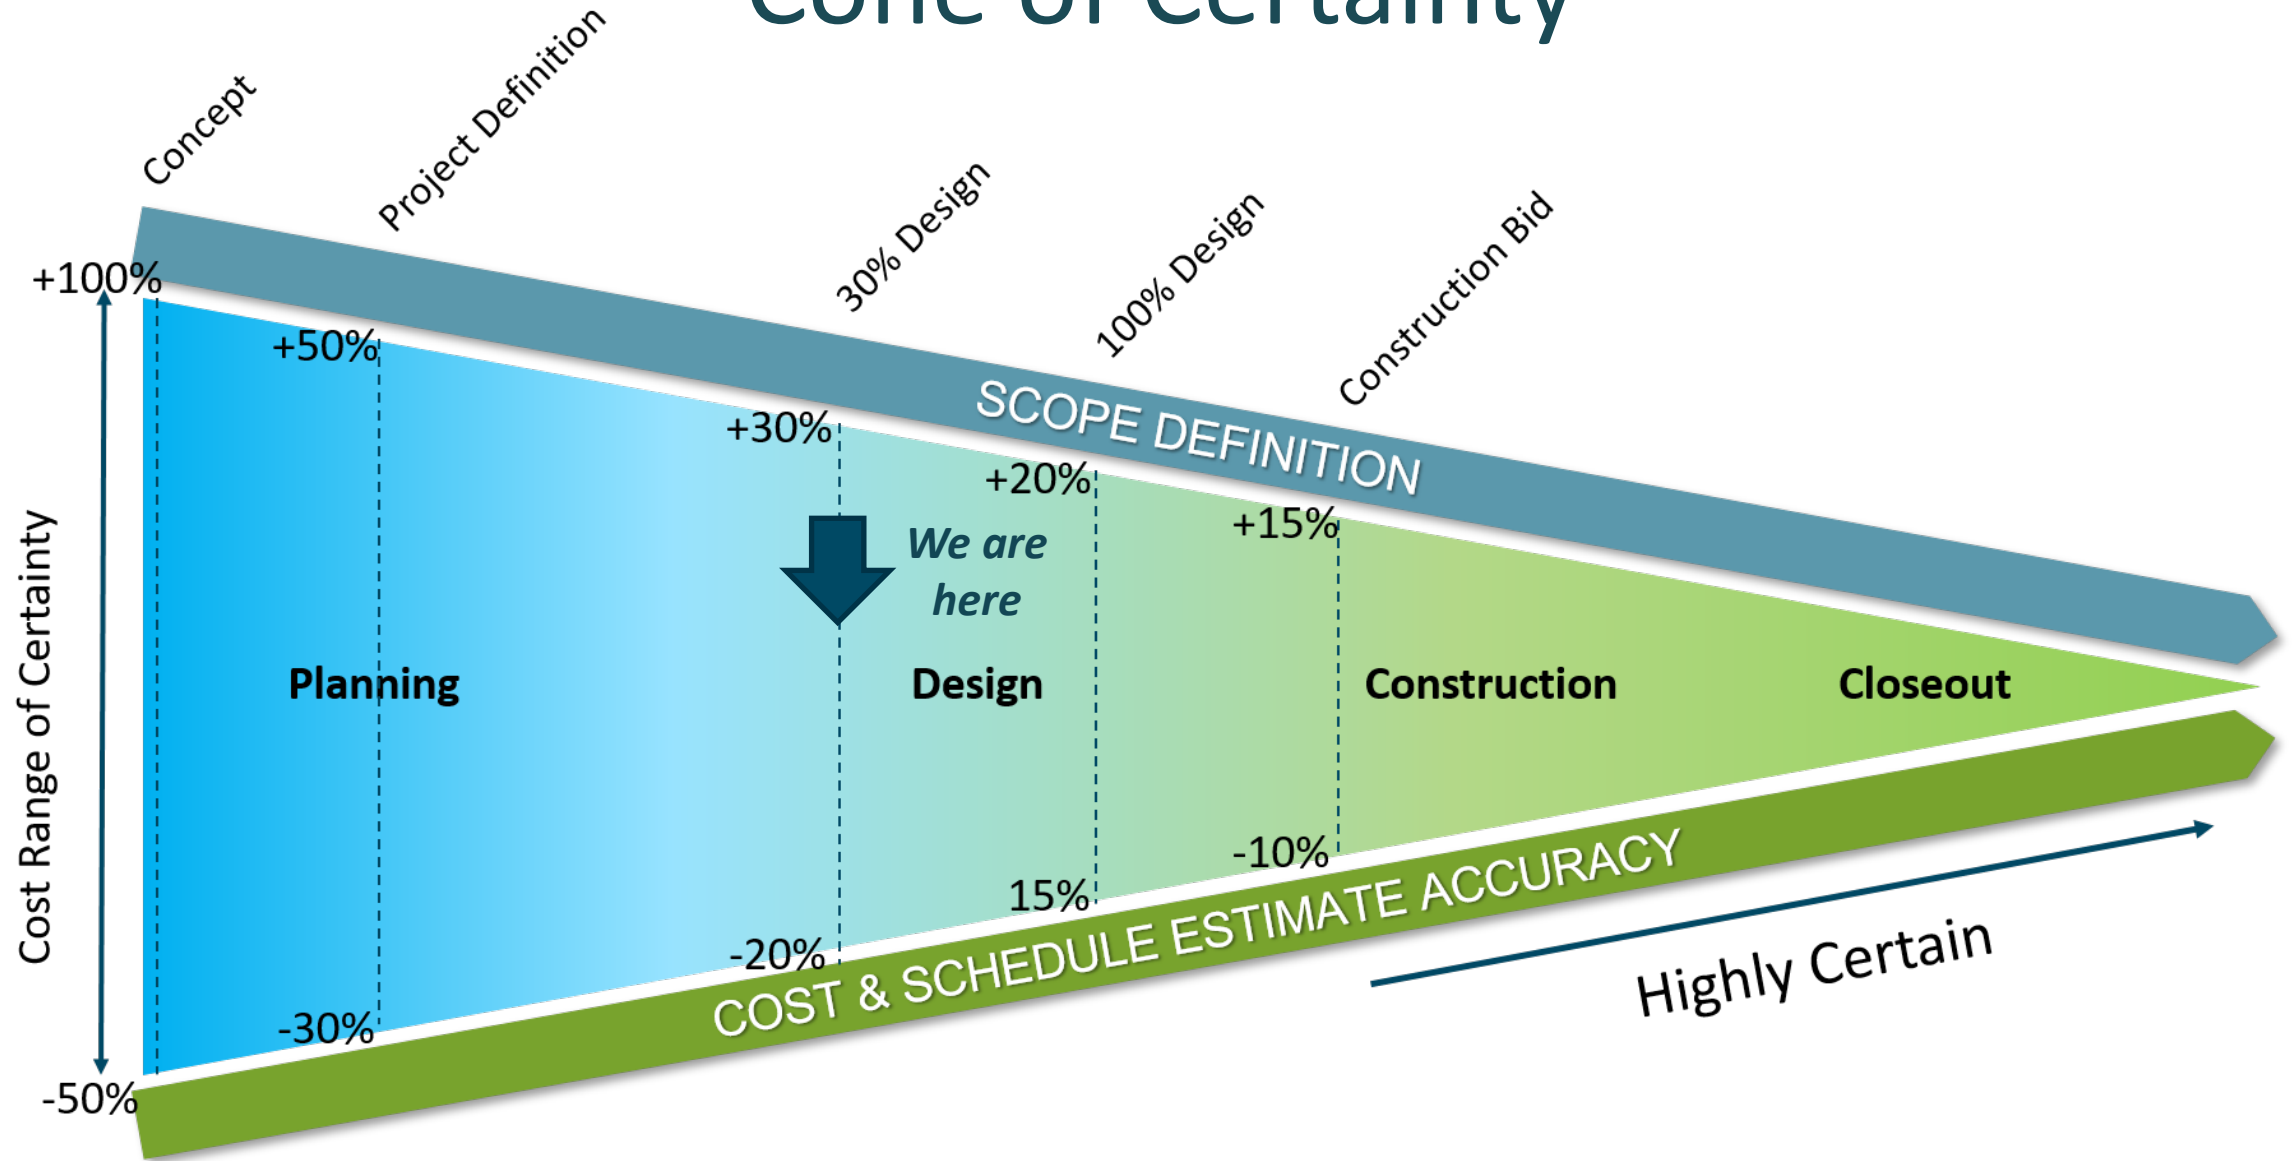 Cone of Certainty
Concept
Project Definition
30% Design
100% Design
Construction Bid
+100%
+50%
+30%
+20%
+15%
SCOPE DEFINITION
We are
here
Cost Range of Certainty
Planning
Design
Construction
Closeout
-10%
15%
-20%
-30%
-50%
COST & SCHEDULE ESTIMATE ACCURACY
Highly Certain